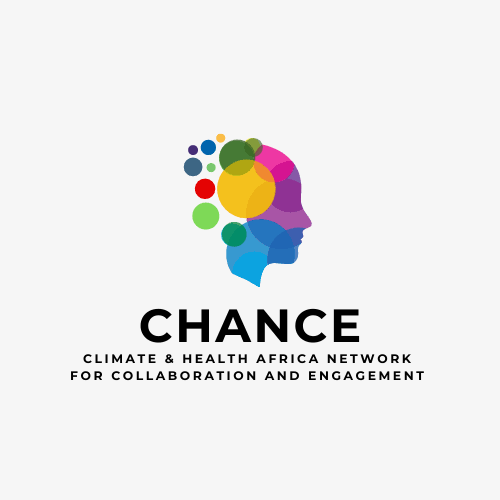 CHANCE
CLIMATE & HEALTH AFRICA NETWORK
FOR COLLABORATION AND ENGAGEMENT